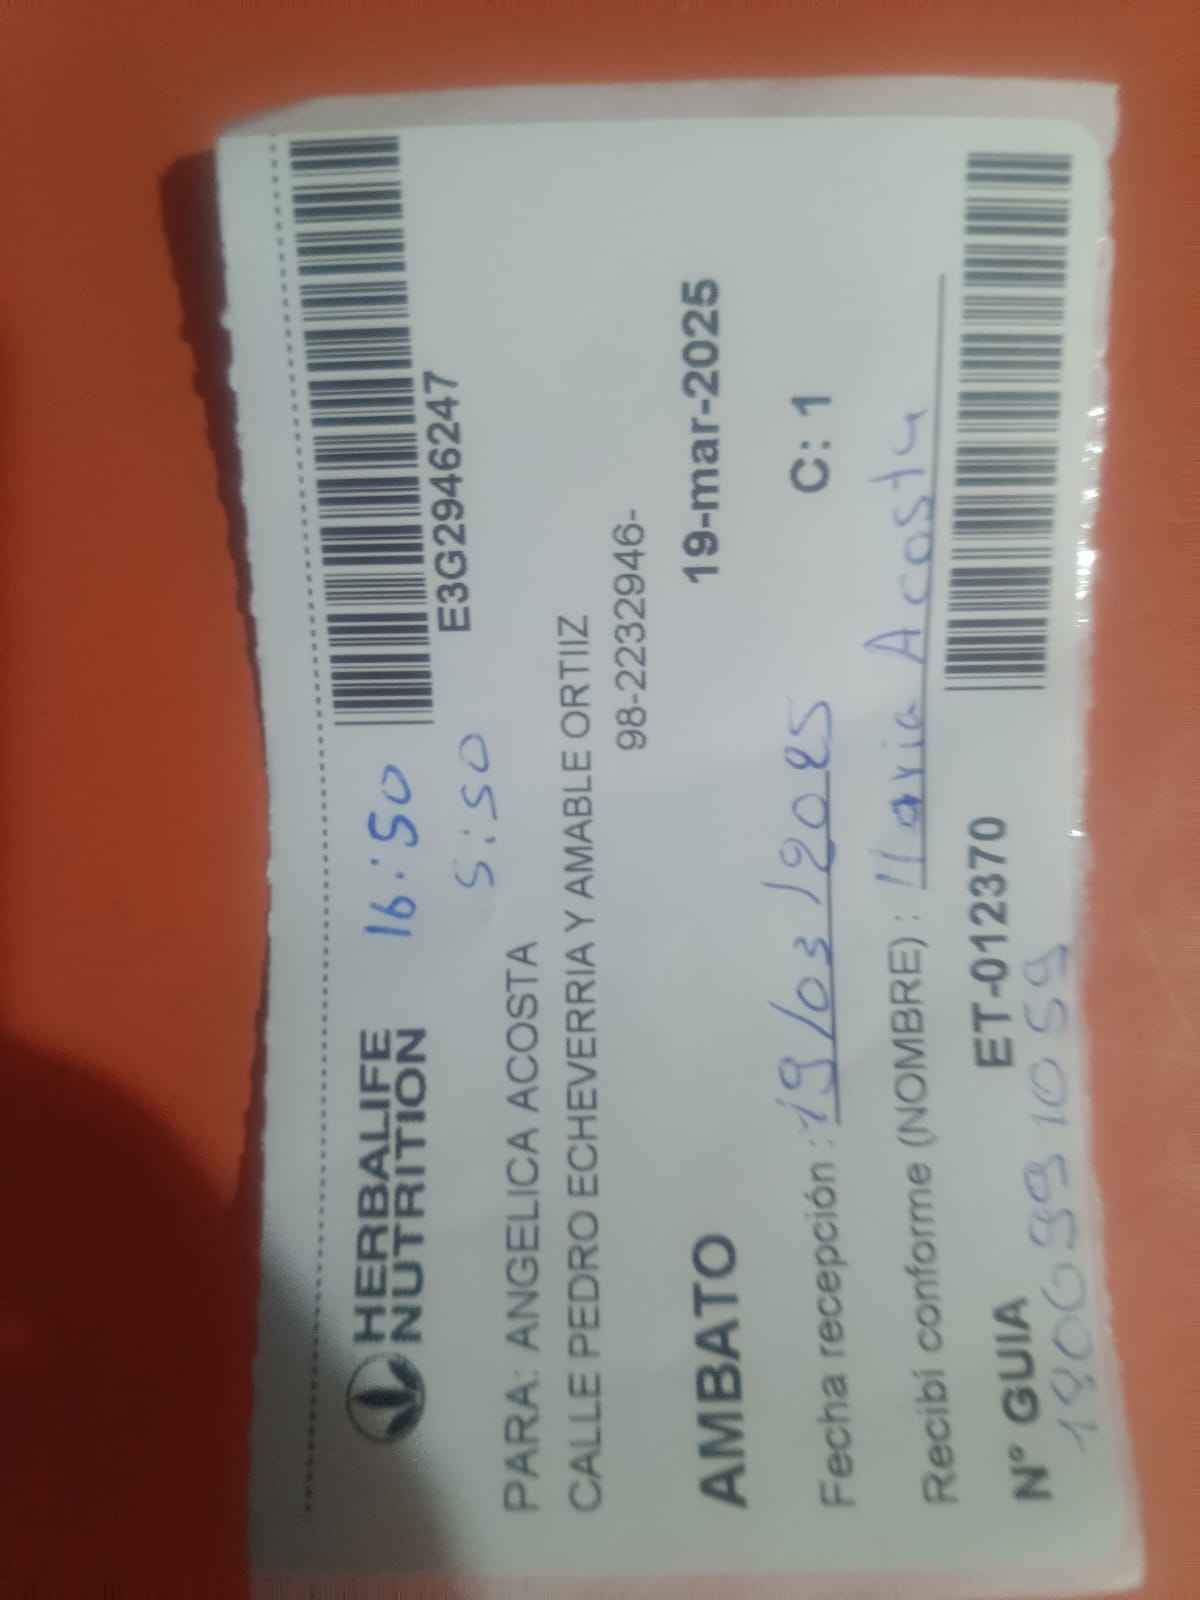 HERBALIFE
NUTRITION
16:50
E3G2946247
5:50
PARA: ANGELICA ACOSTA
CALLE PEDRO ECHEVERRIA Y AMABLE ORTIIZ
98-2232946-
AMBATO 19-mar-2025
Fecha recepción : 19/03/2025 C: 1
Recibí conforme (NOMBRE) : Maria Acosta
N° GUIA ET-012370